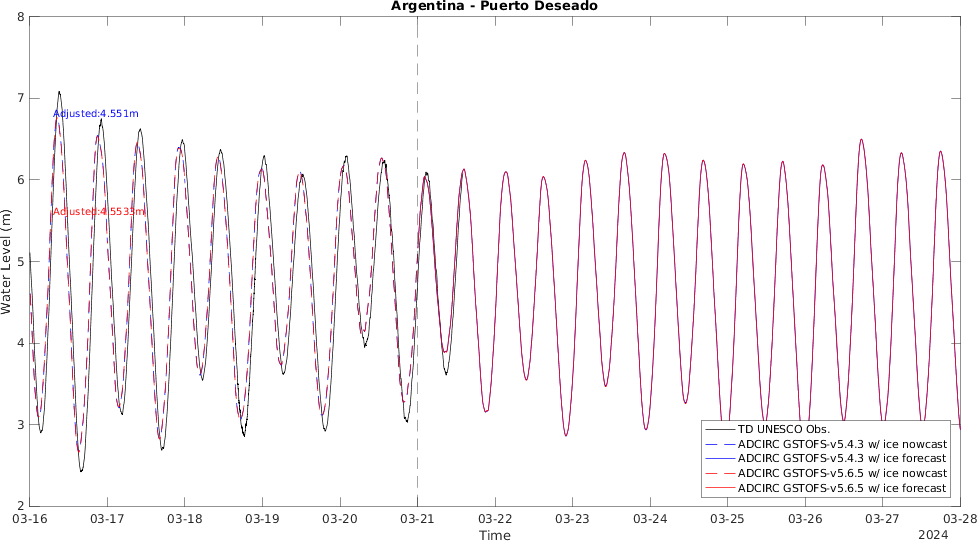 Argentina - Puerto Deseado
8
7
6
5
4
3
2
Water Level (m)
Adjusted:4.551m
Adjusted:4.5533m
TD UNESCO Obs.
ADCIRC GSTOFS-v5.4.3 w/ ice nowcast
ADCIRC GSTOFS-v5.4.3 w/ ice forecast
ADCIRC GSTOFS-v5.6.5 w/ ice nowcast
ADCIRC GSTOFS-v5.6.5 w/ ice forecast
03-16 03-17 03-18 03-19 03-20 03-21 03-22 03-23 03-24 03-25 03-26 03-27 03-28
Time
2024